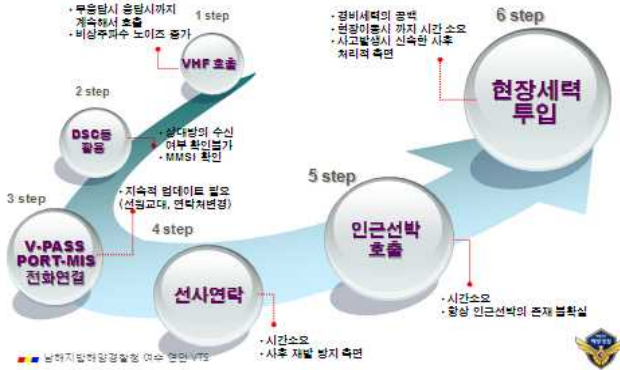 1 step
VHF 호출
• 무응답시 응답시까지
계속해서 호출
• 비상주파수 노이즈 증가
2 step
DSC등
활용
• 상대방의 수신
여부 확인불가
• MMSI 확인
3 step
V-PASS
PORT-MIS
전화연결
• 지속적 업데이트 필요
(선원교대, 연락처변경)
4 step
선사연락
• 시간소요
• 사후 재발 방지 측면
5 step
인근선박
호출
• 시간소요
• 항상 인근선박의 존재 불확실
6 step
현장세력
투입
• 경비세력의 공백
• 현장이동시 까지 시간 소요
• 사고발생시 신속한 사후
처리적 측면
남해지방해양경찰청 여수 연안 VTS